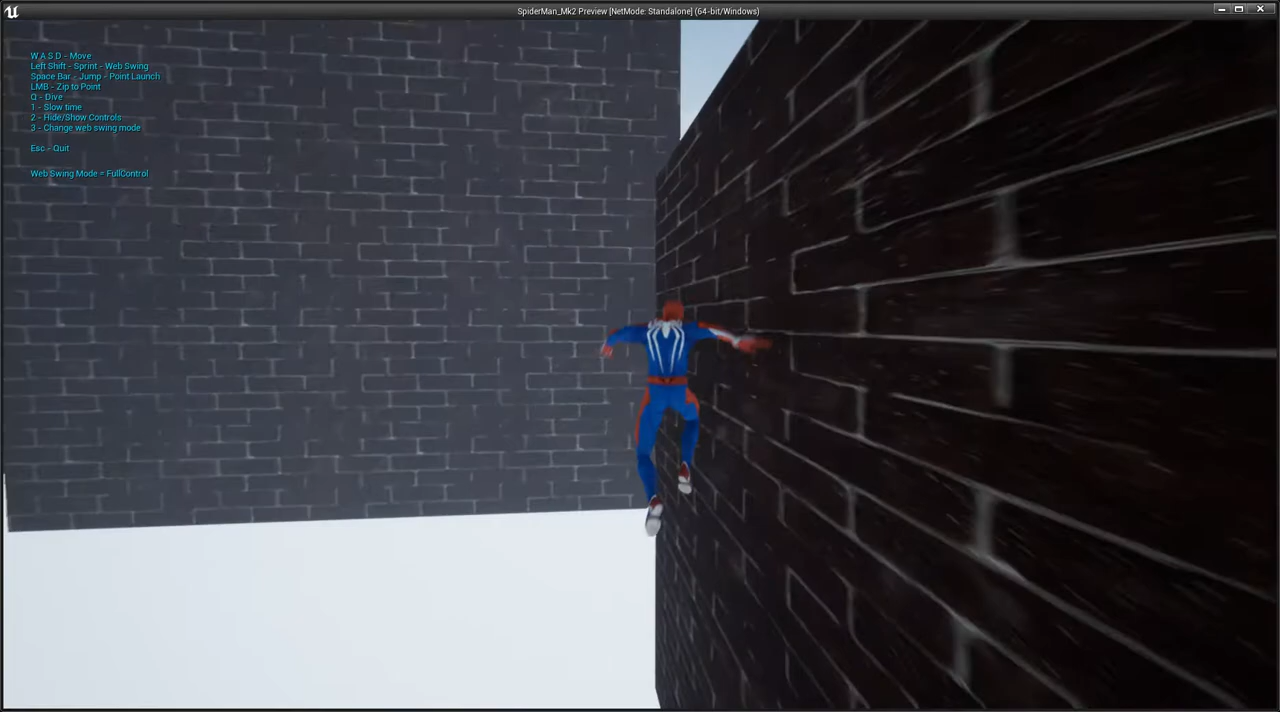 SpiderMan_Mk2 Preview [NetMode: Standalone] (64-bit/Windows)
W A S D - Move
Left Shift - Sprint - Web Swing
Space Bar - Jump - Point Launch
LMB - Zip to Point
Q - Dive
1 - Slow time
2 - Hide/Show Controls
3 - Change web swing mode
Esc - Quit
Web Swing Mode = FullControl